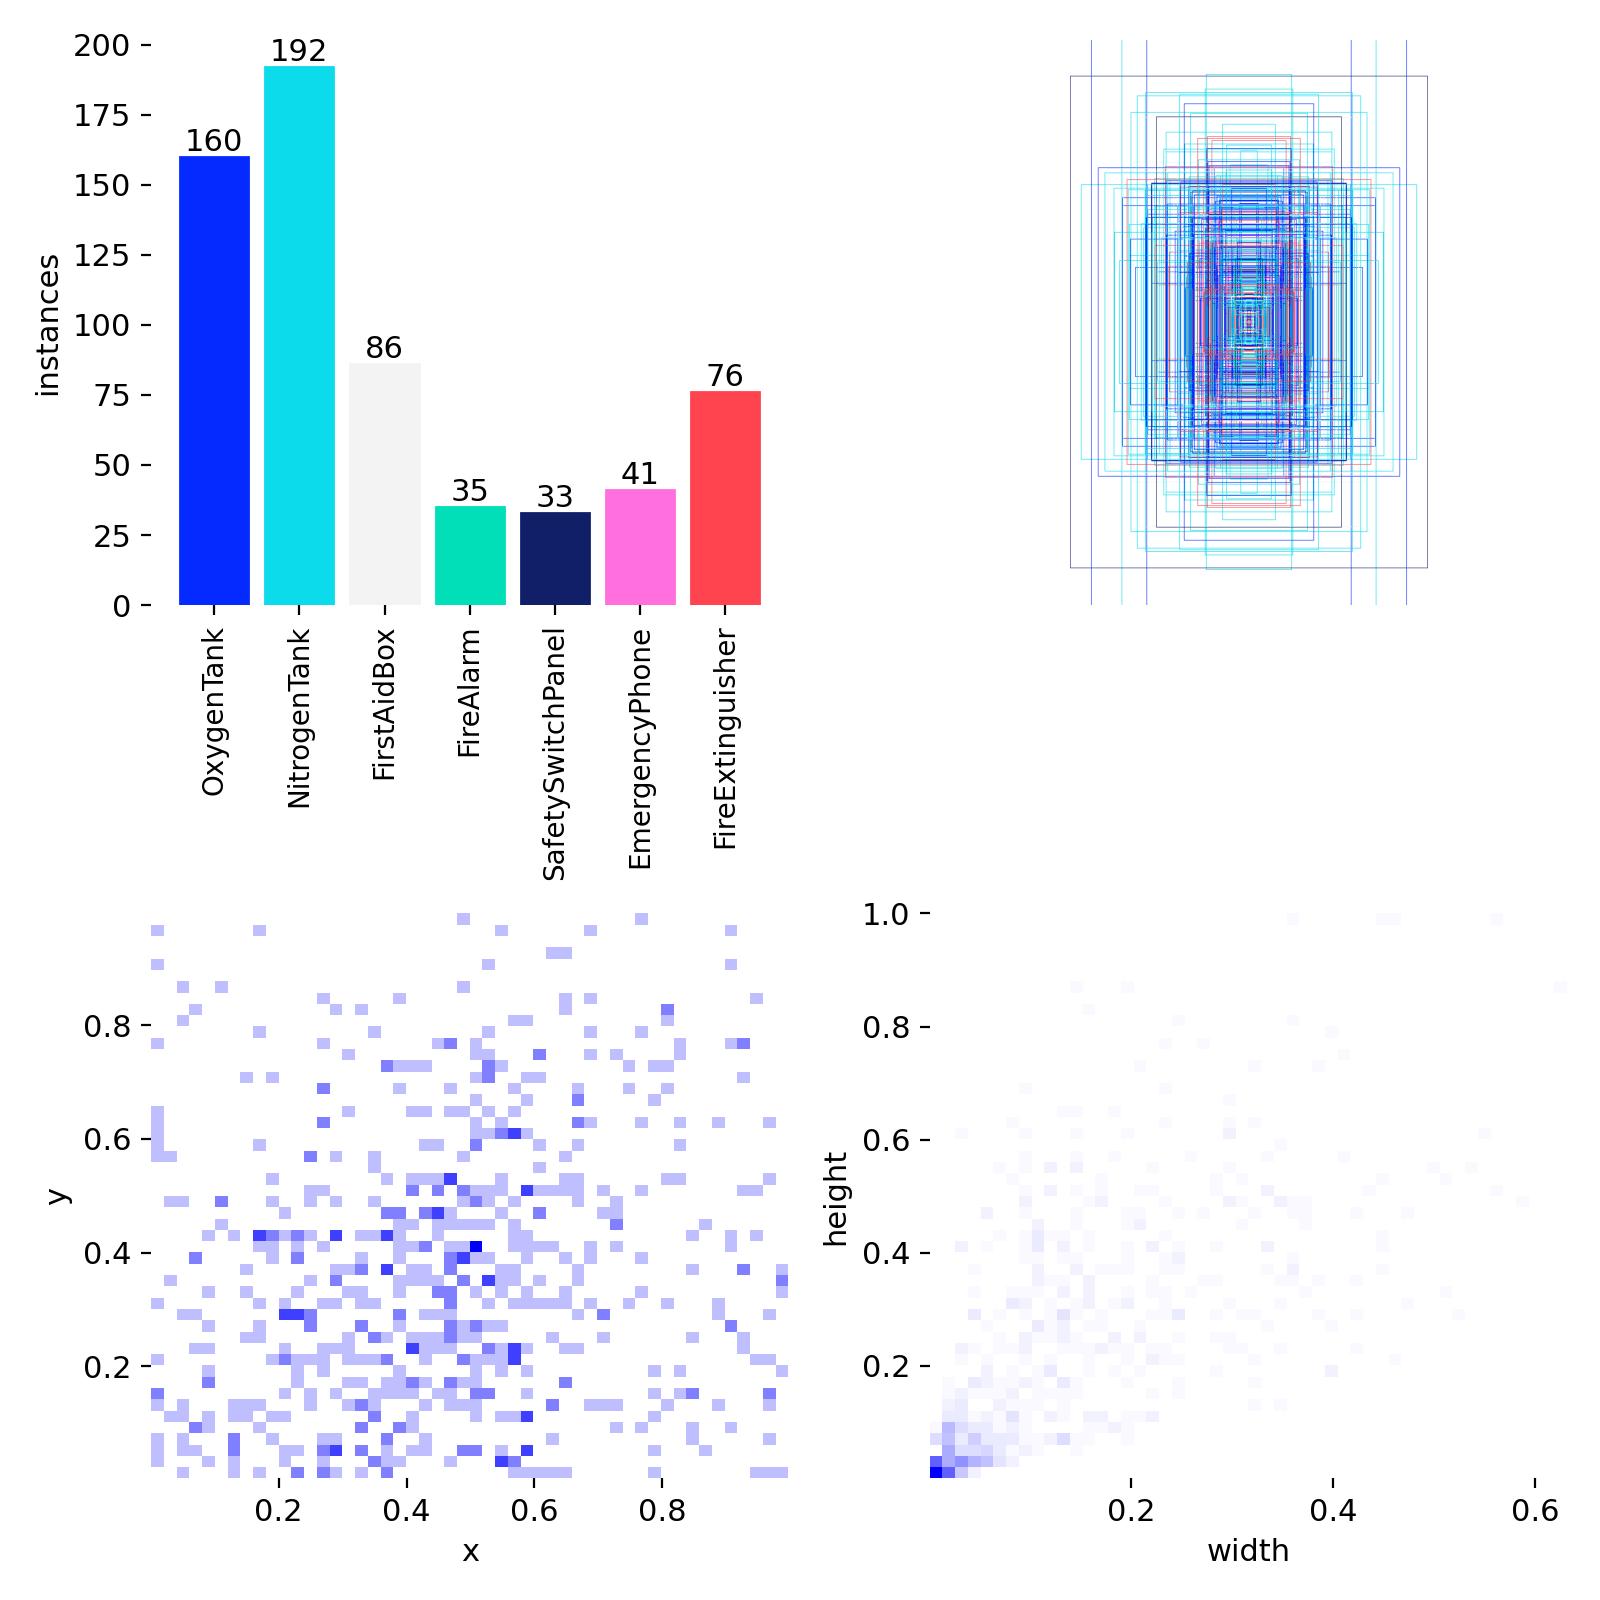 200
175
150
125
100
75
50
25
0
instances
160
192
86
35
33
41
76
OxygenTank
NitrogenTank
FirstAidBox
FireAlarm
SafetySwitchPanel
EmergencyPhone
FireExtinguisher
0.8
0.6
0.4
0.2
y
0.2 0.4 0.6 0.8
x
1.0
0.8
0.6
0.4
0.2
height
0.2 0.4 0.6
width